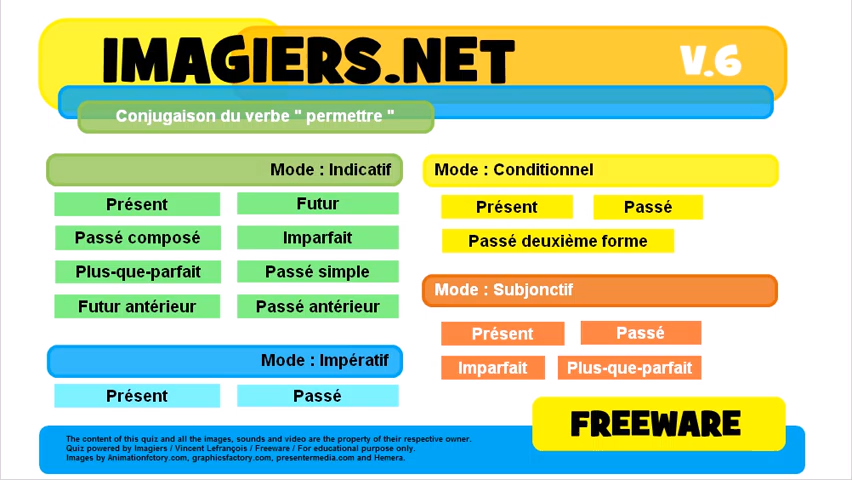 IMAGIERS.NET
V.6
Conjugaison du verbe " permettre "
Mode : Indicatif
Présent
Futur
Passé composé
Imparfait
Plus-que-parfait
Passé simple
Futur antérieur
Passé antérieur
Mode : Impératif
Présent
Passé
Mode : Conditionnel
Présent
Passé
Passé deuxième forme
Mode : Subjonctif
Présent
Passé
Imparfait
Plus-que-parfait
FREEWARE
The content of this quiz and all the images, sounds and video are the property of their respective owner.
Quiz powered by Imagiers / Vincent Lefrançois / Freeware / For educational purpose only.
Images by Animationfctory.com, graphicsfactory.com, presentermedia.com and Hemera.